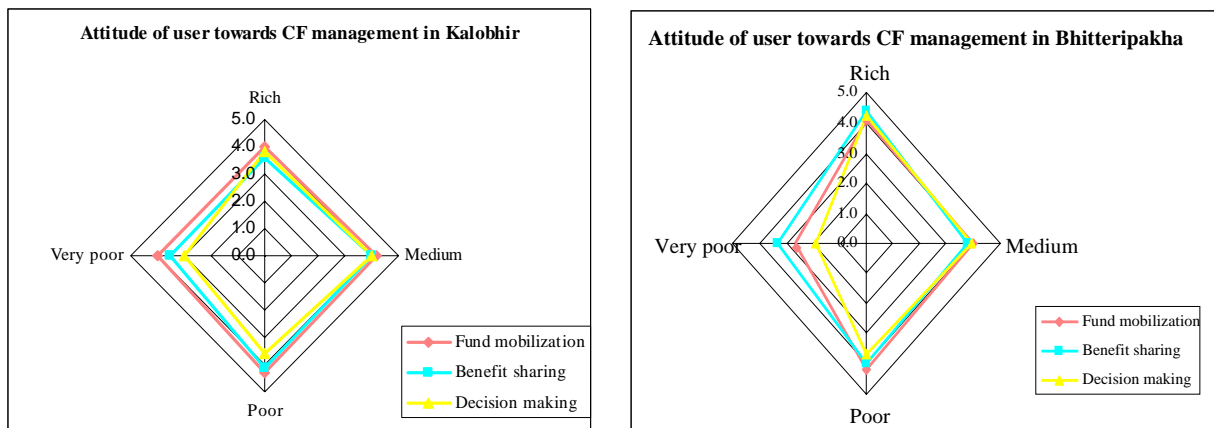 Attitude of user towards CF management in Kalobhir
Rich
5.0
4.0
3.0
2.0
1.0
0.0
Very poor
Medium
Poor
Fund mobilization
Benefit sharing
Decision making
Attitude of user towards CF management in Bhitteripakha
Rich
5.0
4.0
3.0
2.0
1.0
0.0
Very poor
Medium
Poor
Fund mobilization
Benefit sharing
Decision making